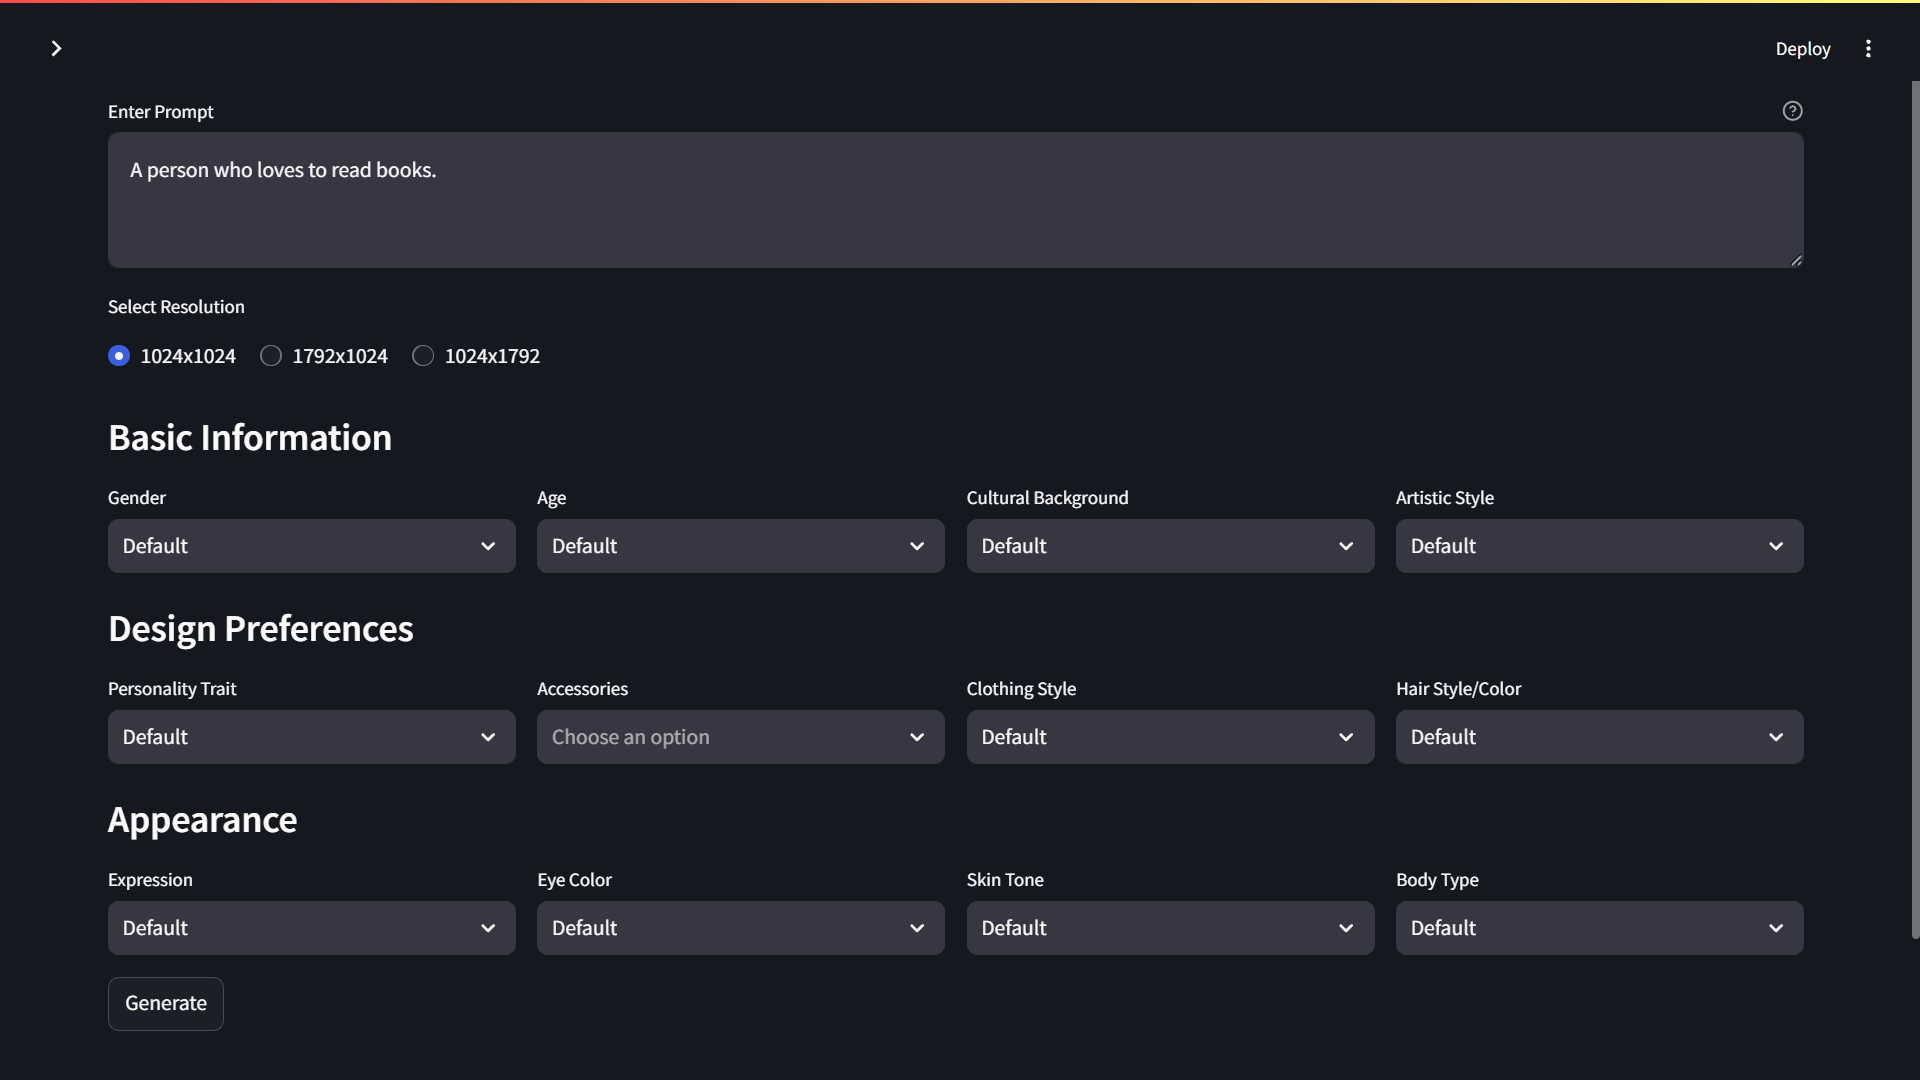 Deploy
Enter Prompt
A person who loves to read books.
Select Resolution
1024x1024 1792x1024 1024x1792
Basic Information
Gender Age Cultural Background Artistic Style
Default Default Default Default
Design Preferences
Personality Trait Accessories Clothing Style Hair Style/Color
Default Choose an option Default Default
Appearance
Expression Eye Color Skin Tone Body Type
Default Default Default Default
Generate